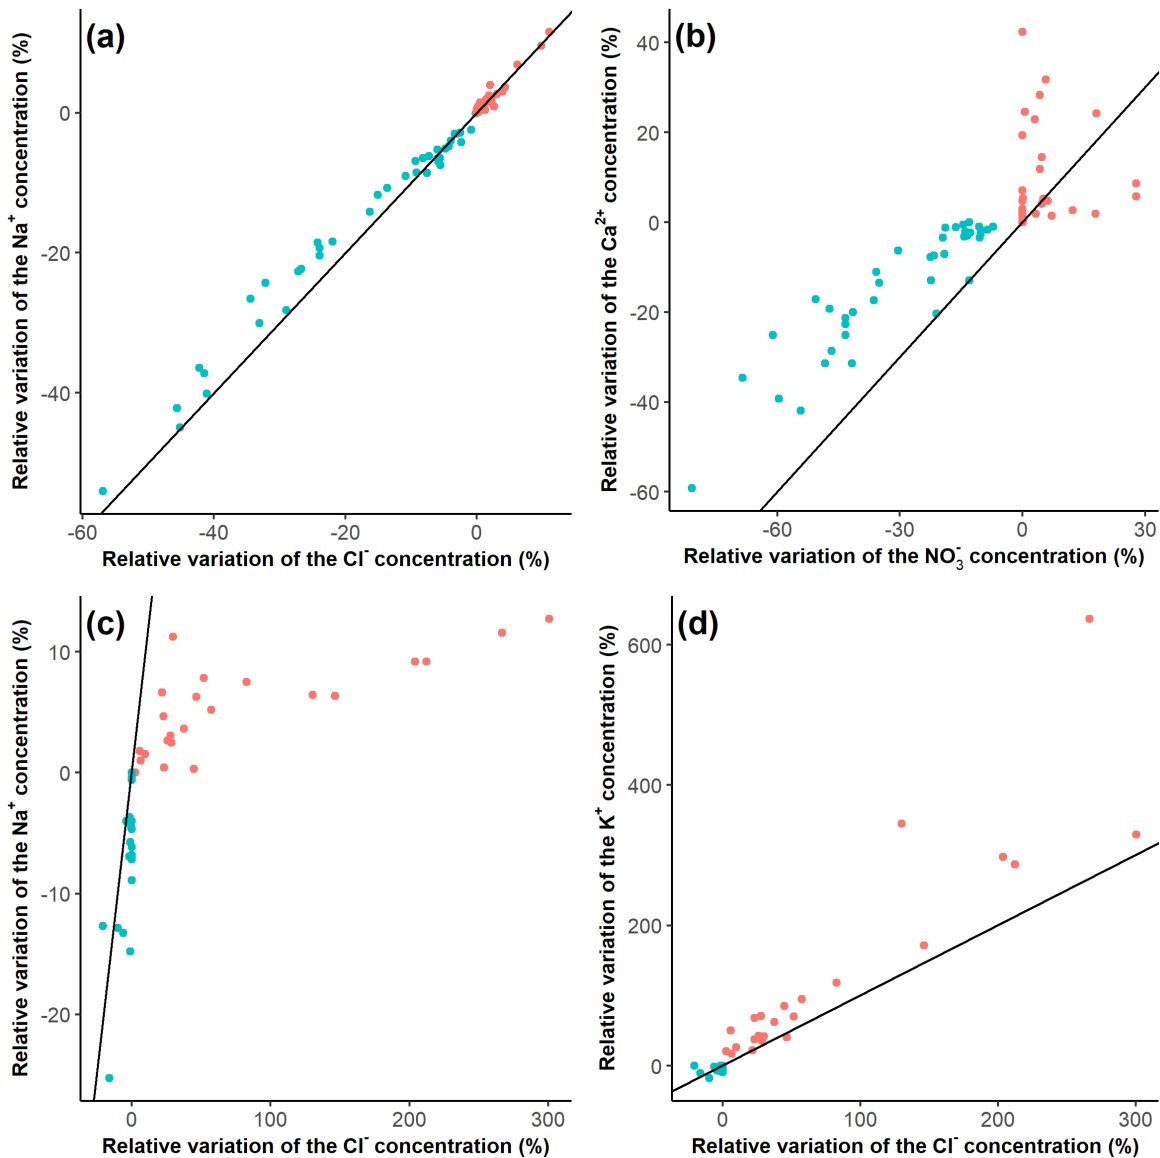 (a)
Relative variation of the Na⁺ concentration (%)
0
-20
-40
-60
-40
-20
0
Relative variation of the Cl⁻ concentration (%)
(b)
Relative variation of the Ca²⁺ concentration (%)
40
20
0
-20
-40
-60
-60
-30
0
30
Relative variation of the NO₃⁻ concentration (%)
(c)
Relative variation of the Na⁺ concentration (%)
10
0
-10
-20
0
100
200
300
Relative variation of the Cl⁻ concentration (%)
(d)
Relative variation of the K⁺ concentration (%)
600
400
200
0
0
100
200
300
Relative variation of the Cl⁻ concentration (%)